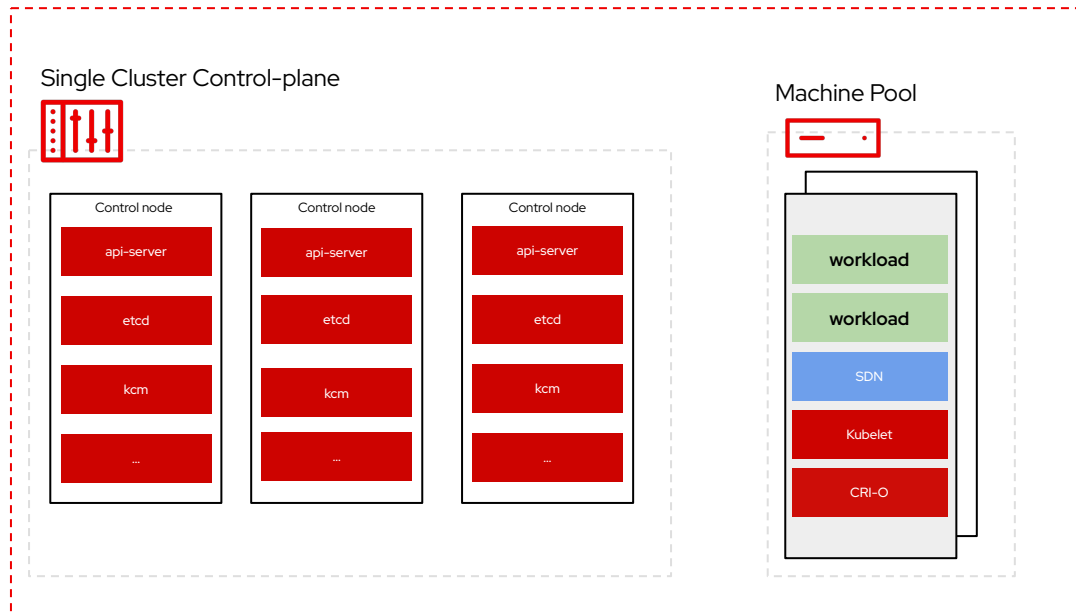 Single Cluster Control-plane
Control node
api-server
etcd
kcm
...
Control node
api-server
etcd
kcm
...
Control node
api-server
etcd
kcm
...
Machine Pool
workload
workload
SDN
Kubelet
CRI-O